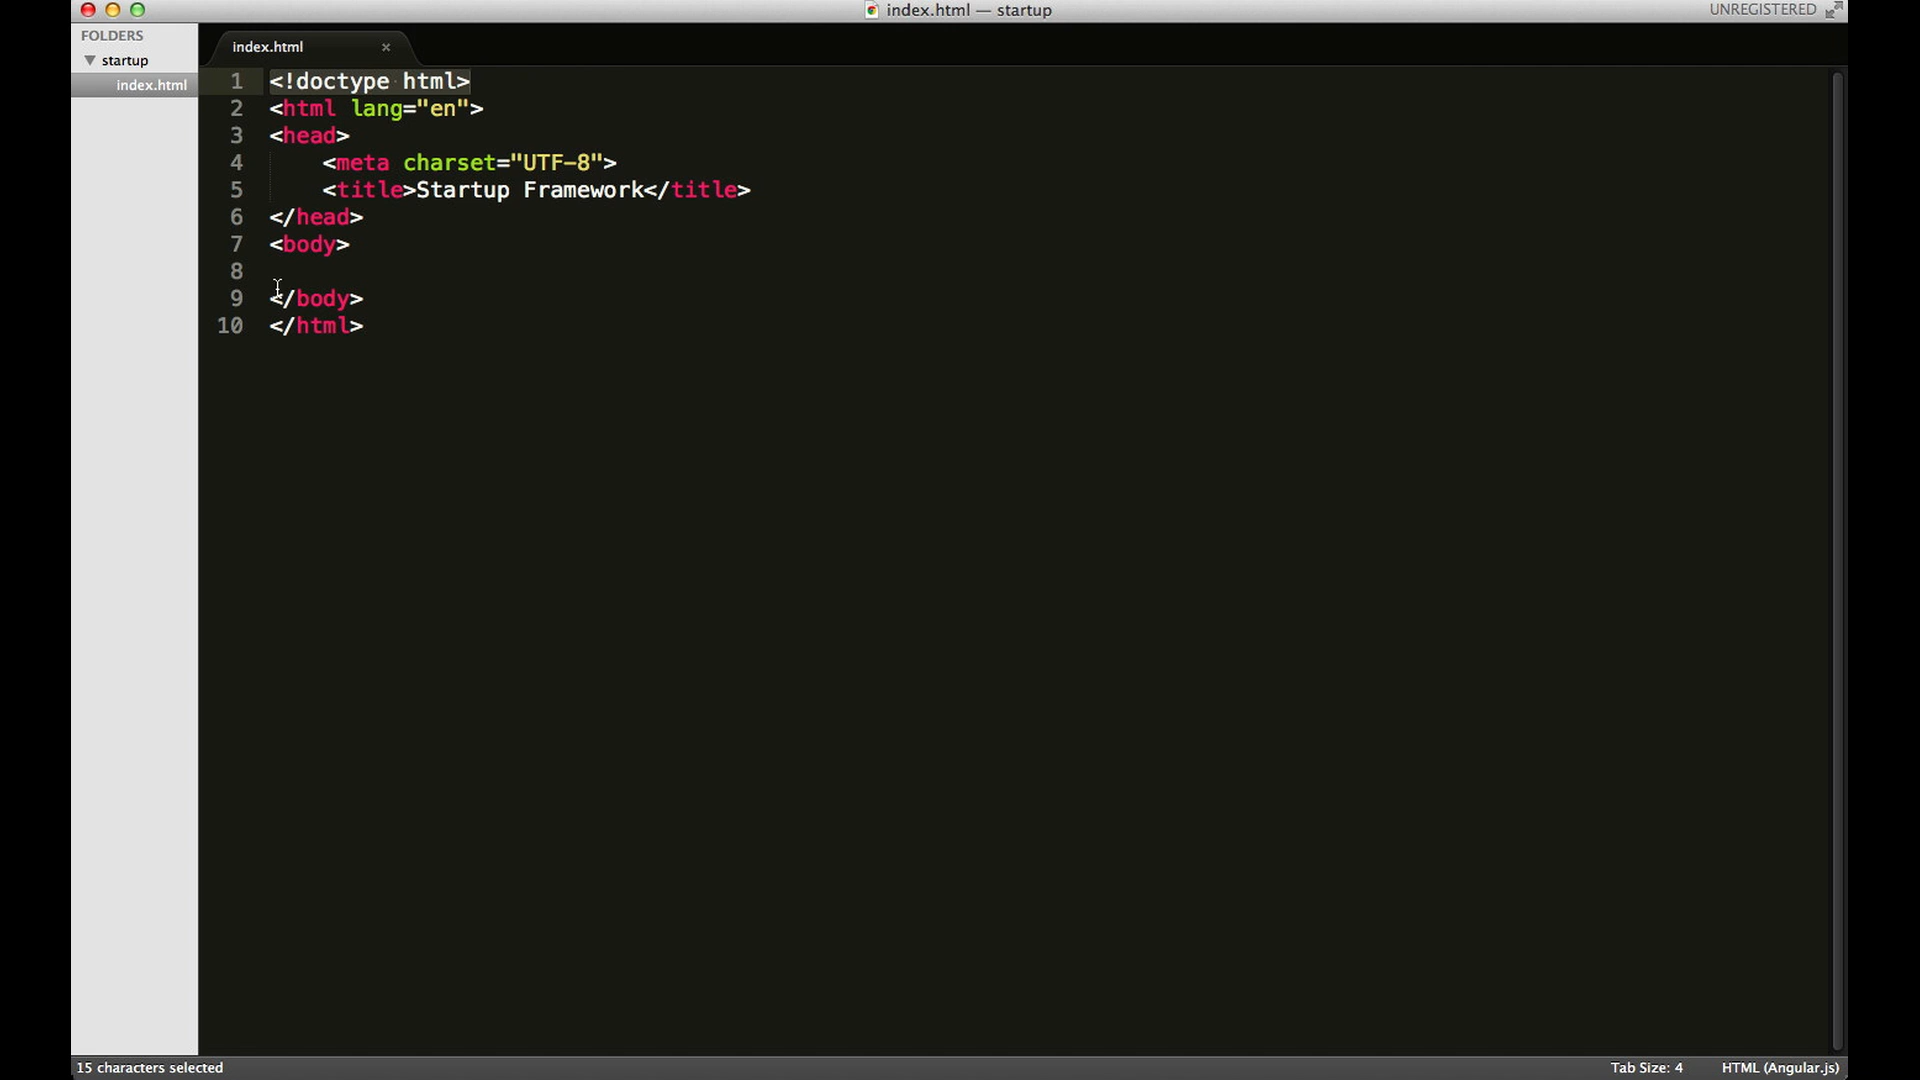 index.html — startup
UNREGISTERED
FOLDERS
startup
index.html
index.html ×
1 <!doctype html>
2 <html lang="en">
3 <head>
4     <meta charset="UTF-8">
5     <title>Startup Framework</title>
6 </head>
7 <body>
8
9 </body>
10 </html>
15 characters selected
Tab Size: 4
HTML (Angular.js)